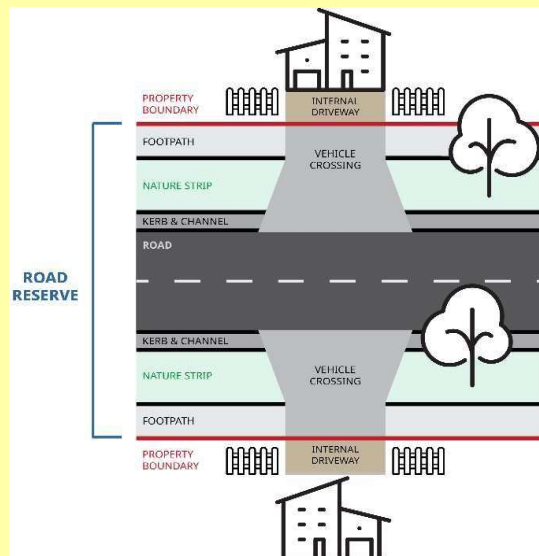 PROPERTY
BOUNDARY
INTERNAL
DRIVEWAY
FOOTPATH
VEHICLE
CROSSING
NATURE STRIP
KERB & CHANNEL
ROAD
ROAD
RESERVE
KERB & CHANNEL
VEHICLE
CROSSING
NATURE STRIP
FOOTPATH
PROPERTY
BOUNDARY
INTERNAL
DRIVEWAY